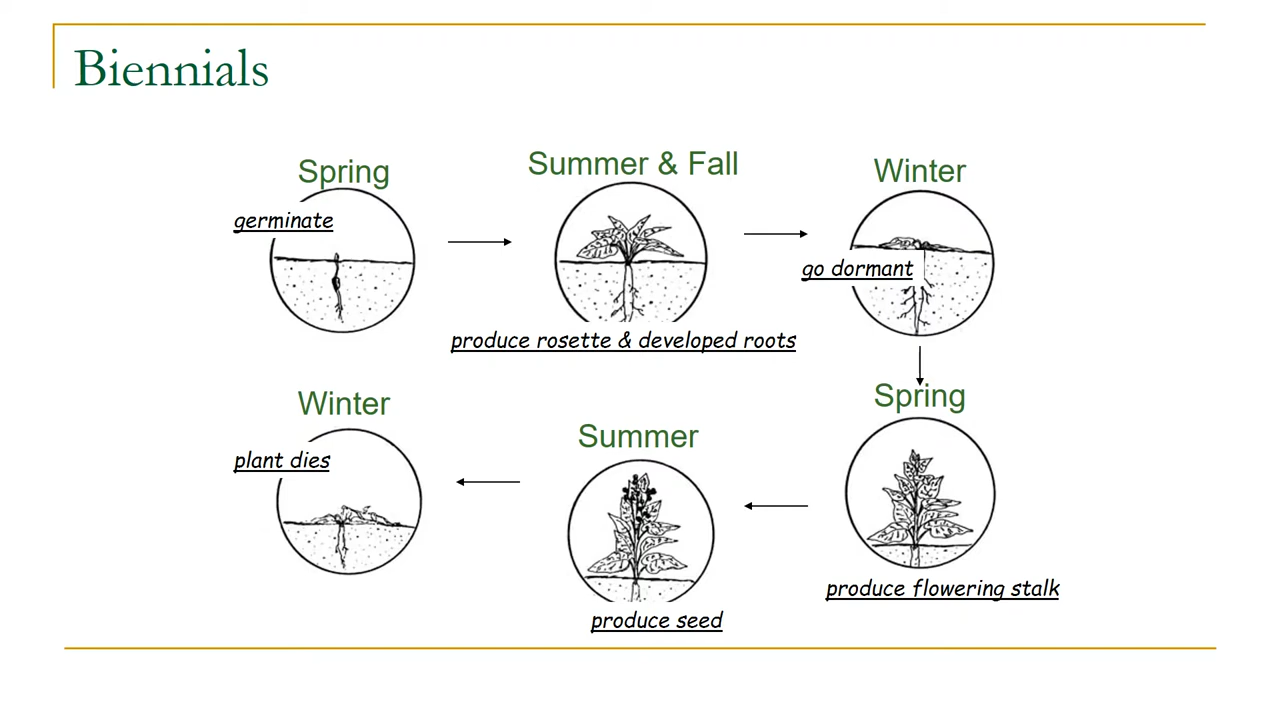 Biennials
Spring
germinate
Summer & Fall
produce rosette & developed roots
Winter
go dormant
Spring
produce flowering stalk
Summer
produce seed
Winter
plant dies